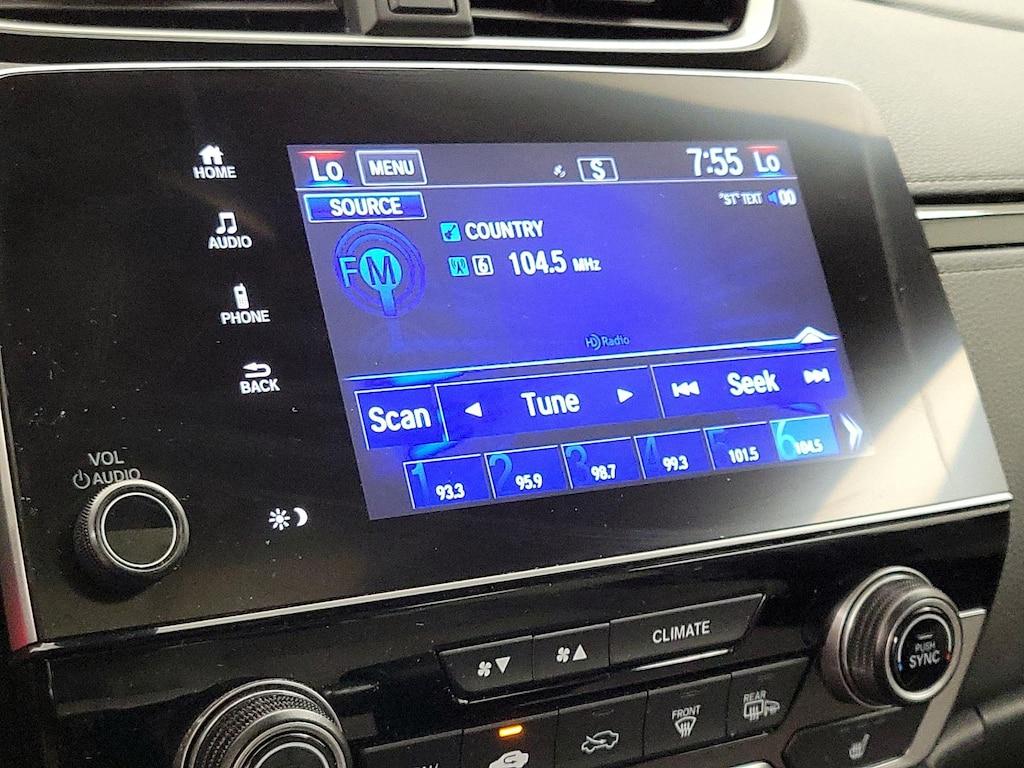 HOME
AUDIO
PHONE
BACK
VOL
AUDIO
Lo MENU S 7:55 Lo
SOURCE "ST" TEXT 00
FM
COUNTRY
6 104.5 MHz
HD Radio
Scan Tune Seek
1 93.3 2 95.9 3 98.7 4 99.3 5 101.5 6 104.5
CLIMATE
PUSH
SYNC
FRONT
REAR